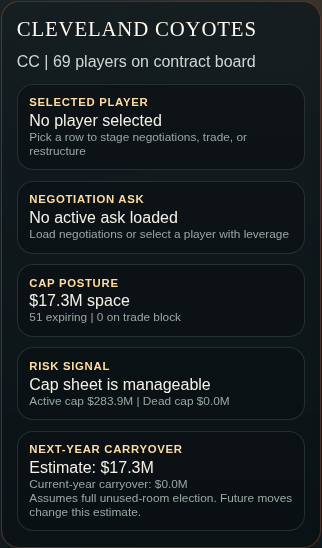 CLEVELAND COYOTES
CC | 69 players on contract board
SELECTED PLAYER
No player selected
Pick a row to stage negotiations, trade, or
restructure
NEGOTIATION ASK
No active ask loaded
Load negotiations or select a player with leverage
CAP POSTURE
$17.3M space
51 expiring | 0 on trade block
RISK SIGNAL
Cap sheet is manageable
Active cap $283.9M | Dead cap $0.0M
NEXT-YEAR CARRYOVER
Estimate: $17.3M
Current-year carryover: $0.0M
Assumes full unused-room election. Future moves
change this estimate.